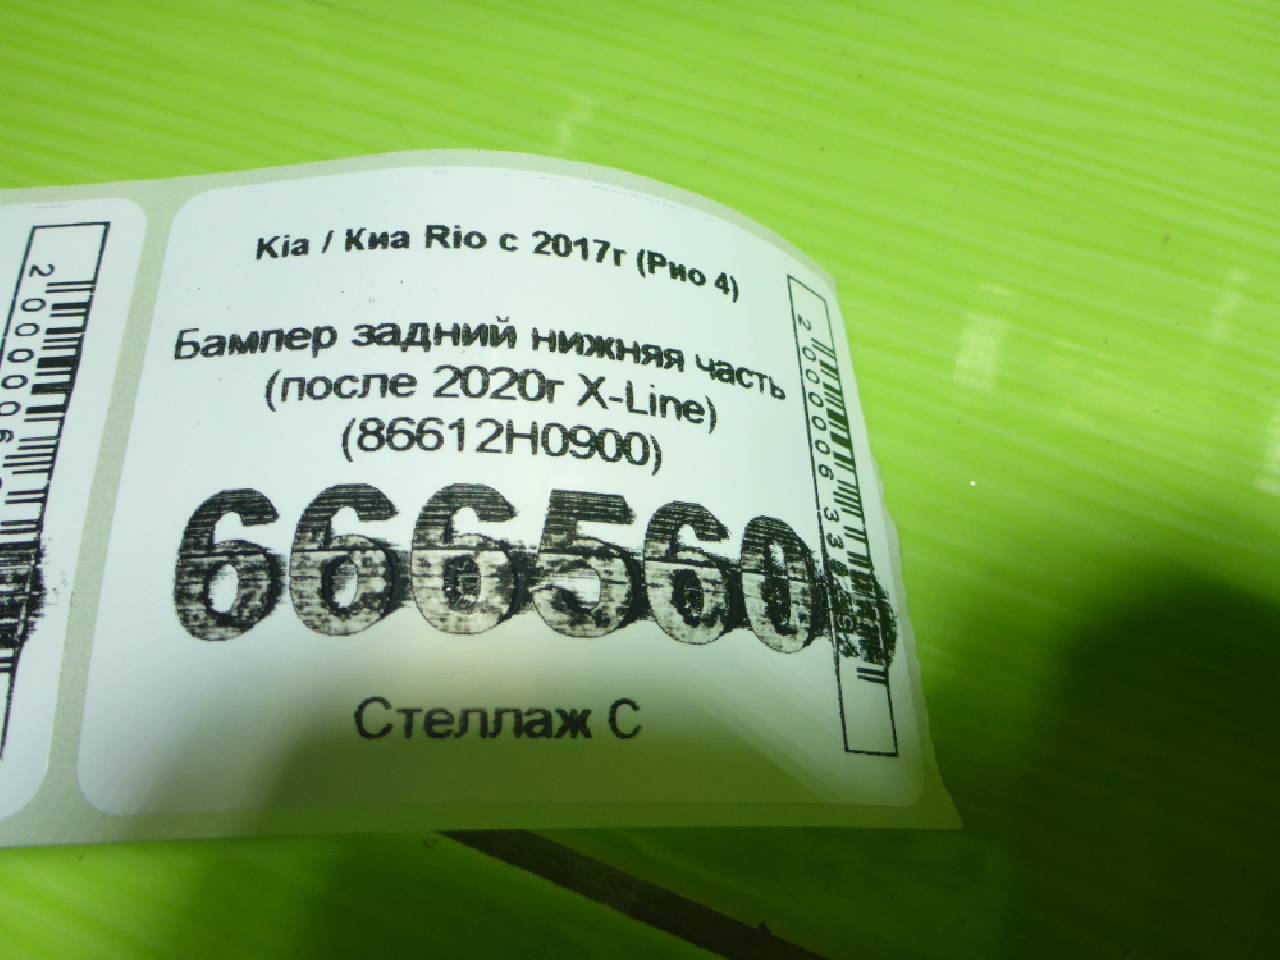 Kia / Киа Rio с 2017г (Рио 4)
Бампер задний нижняя часть
(после 2020г X-Line)
(86612H0900)
666560
Стеллаж С